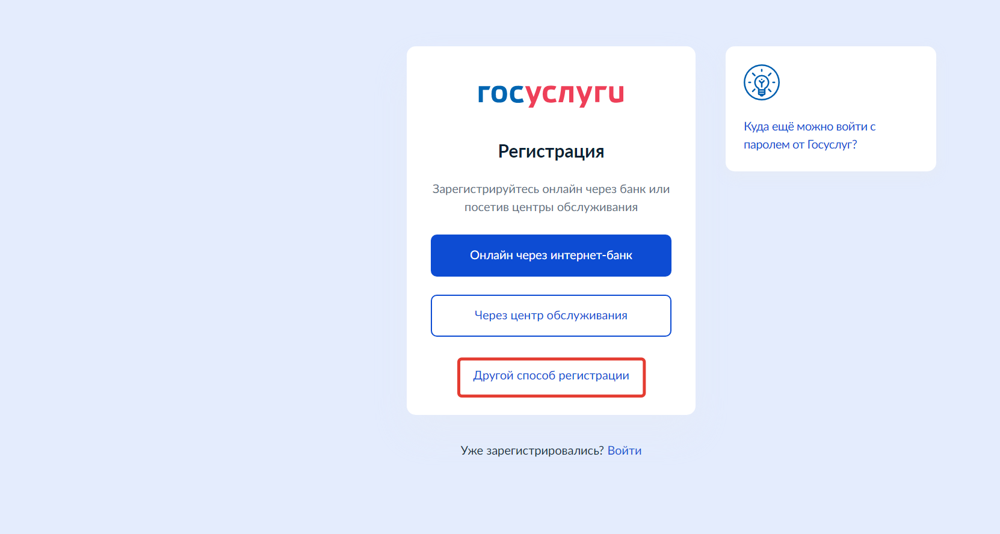 госуслуги
Регистрация
Зарегистрируйтесь онлайн через банк или
посетив центры обслуживания
Онлайн через интернет-банк
Через центр обслуживания
Другой способ регистрации
Уже зарегистрировались? Войти
Куда ещё можно войти с
паролем от Госуслуг?